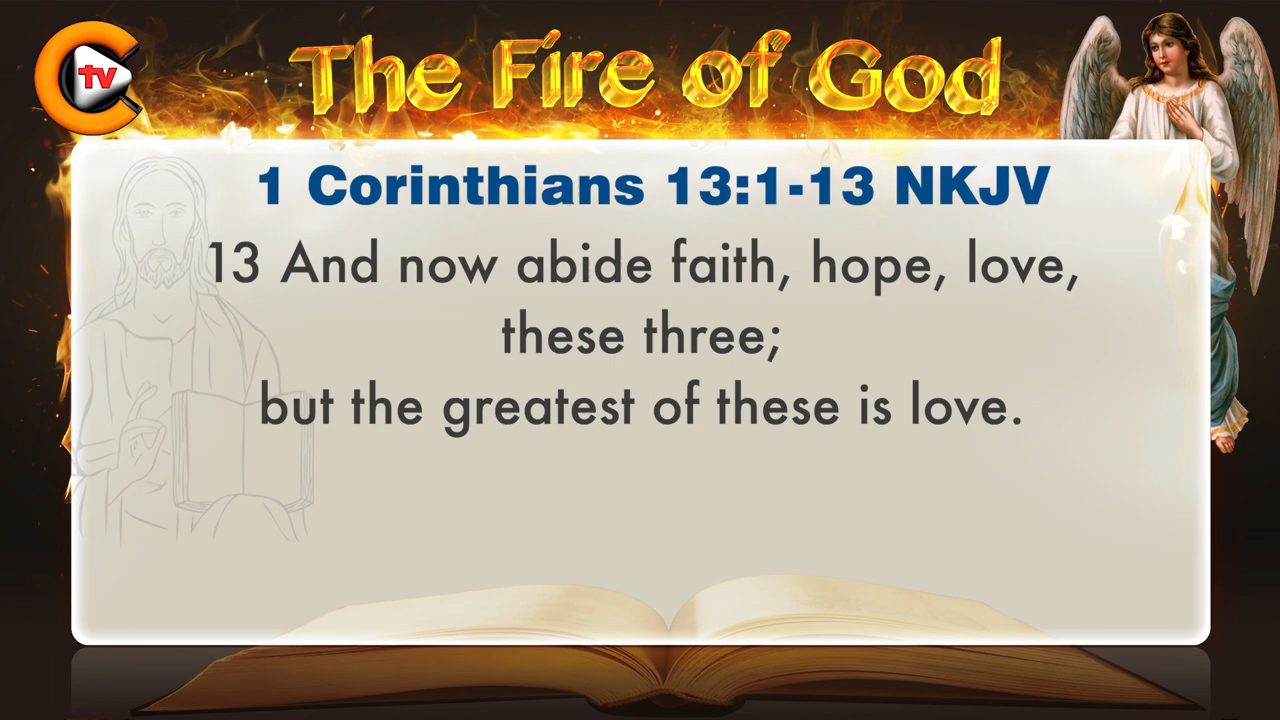 tv
The Fire of God
1 Corinthians 13:1-13 NKJV
13 And now abide faith, hope, love,
these three;
but the greatest of these is love.